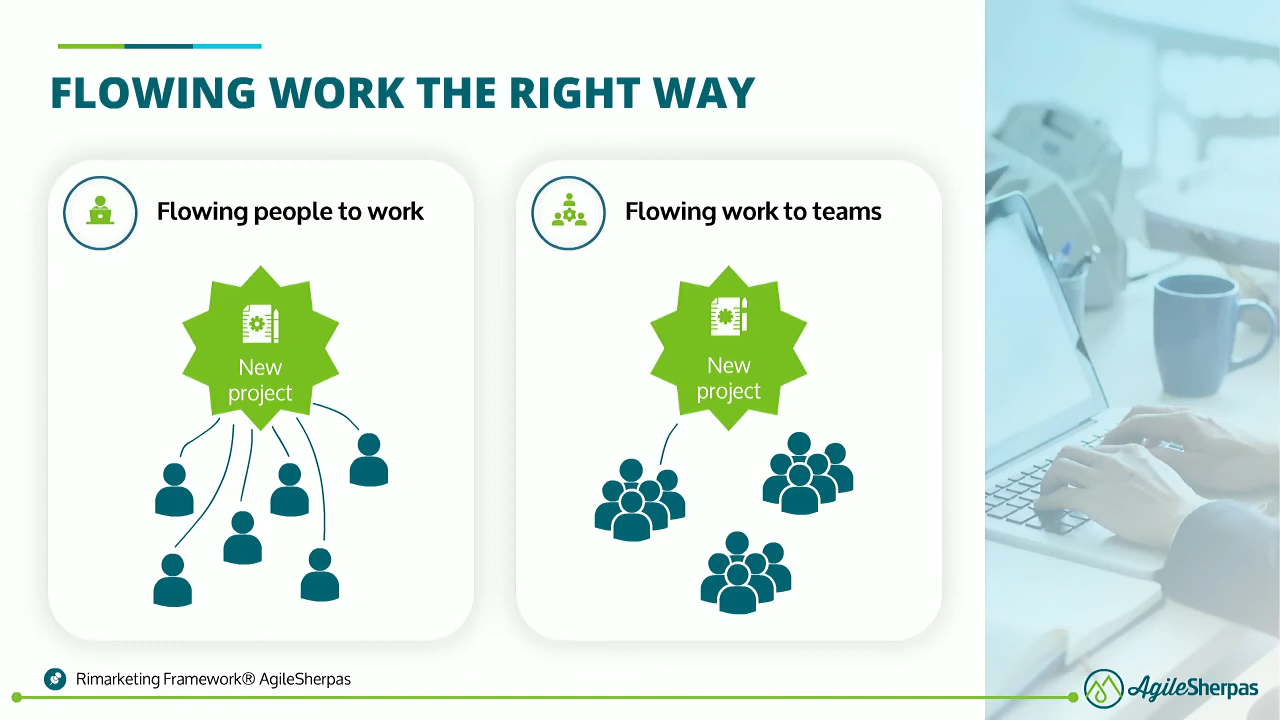 FLOWING WORK THE RIGHT WAY
Flowing people to work
New
project
Flowing work to teams
New
project
Rimarketing Framework® AgileSherpas
AgileSherpas